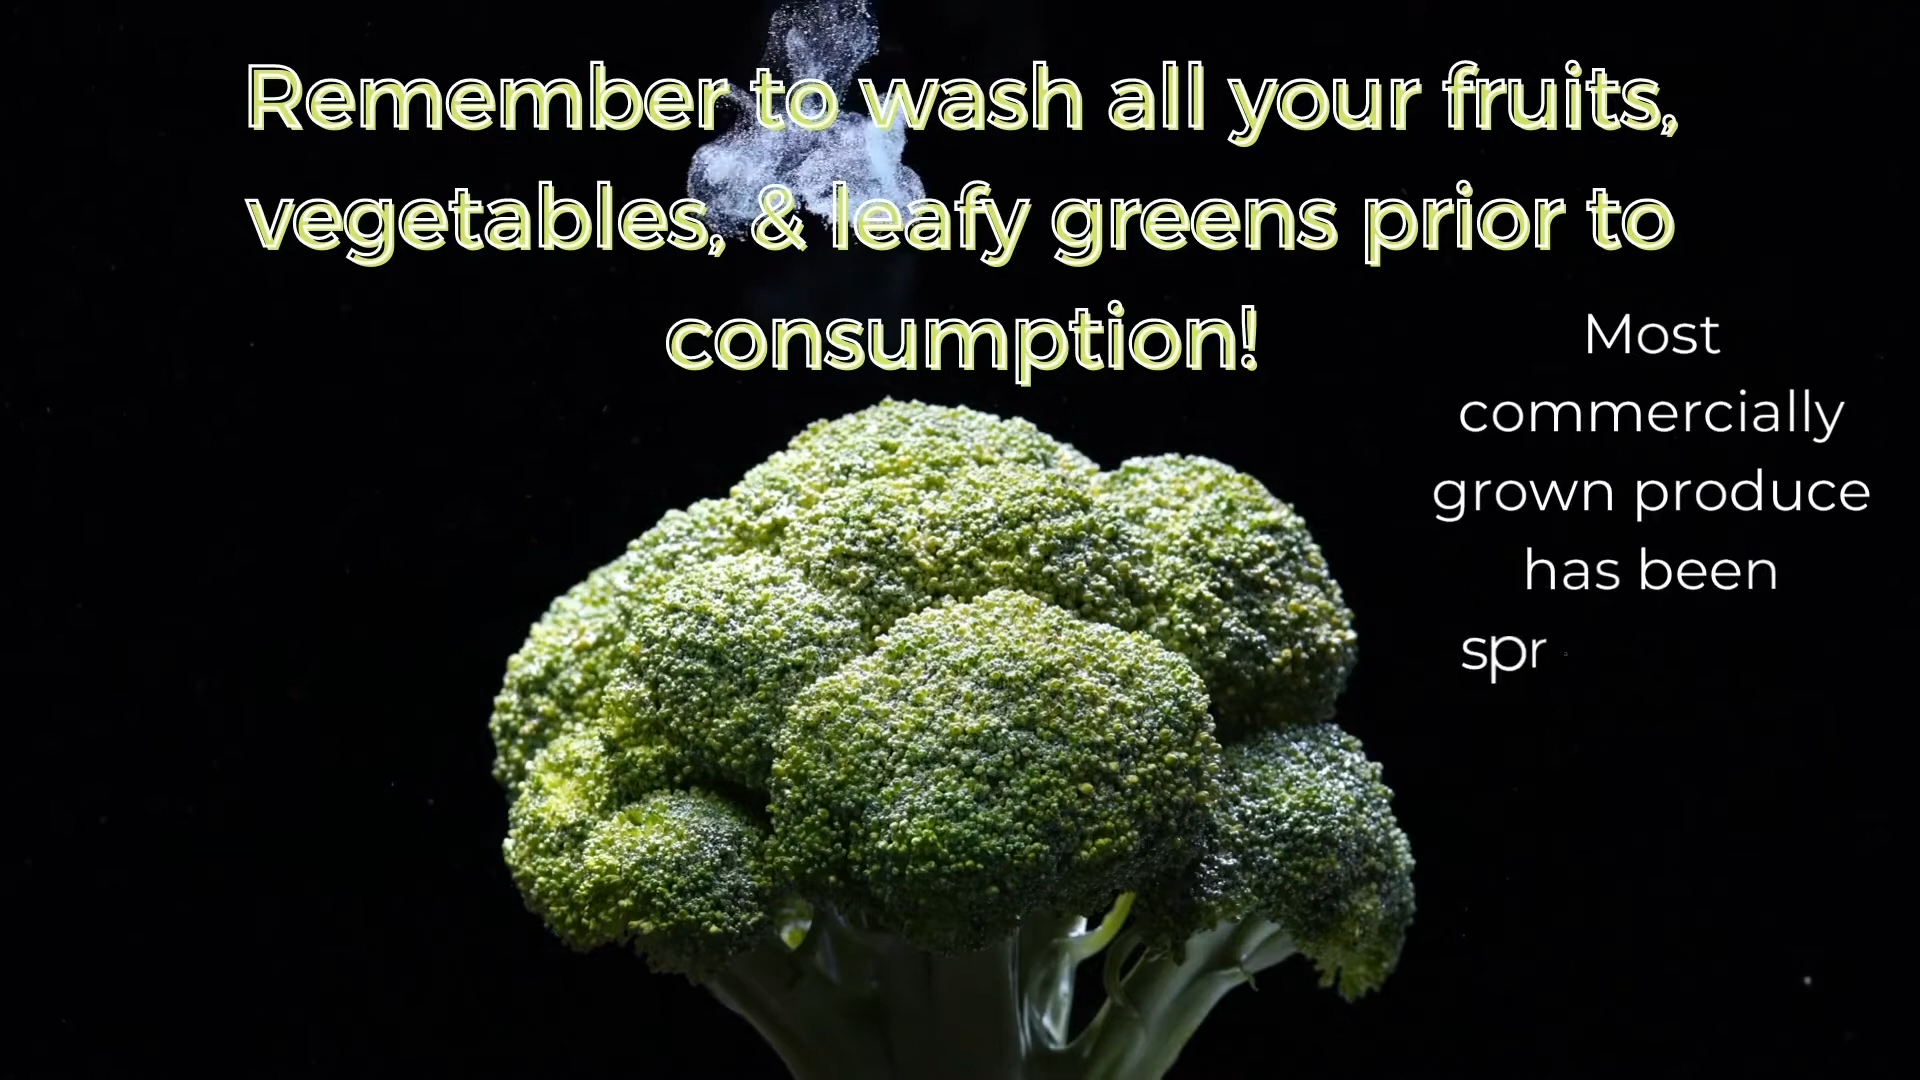 Remember to wash all your fruits,
vegetables, & leafy greens prior to
consumption!
Most
commercially
grown produce
has been
spr